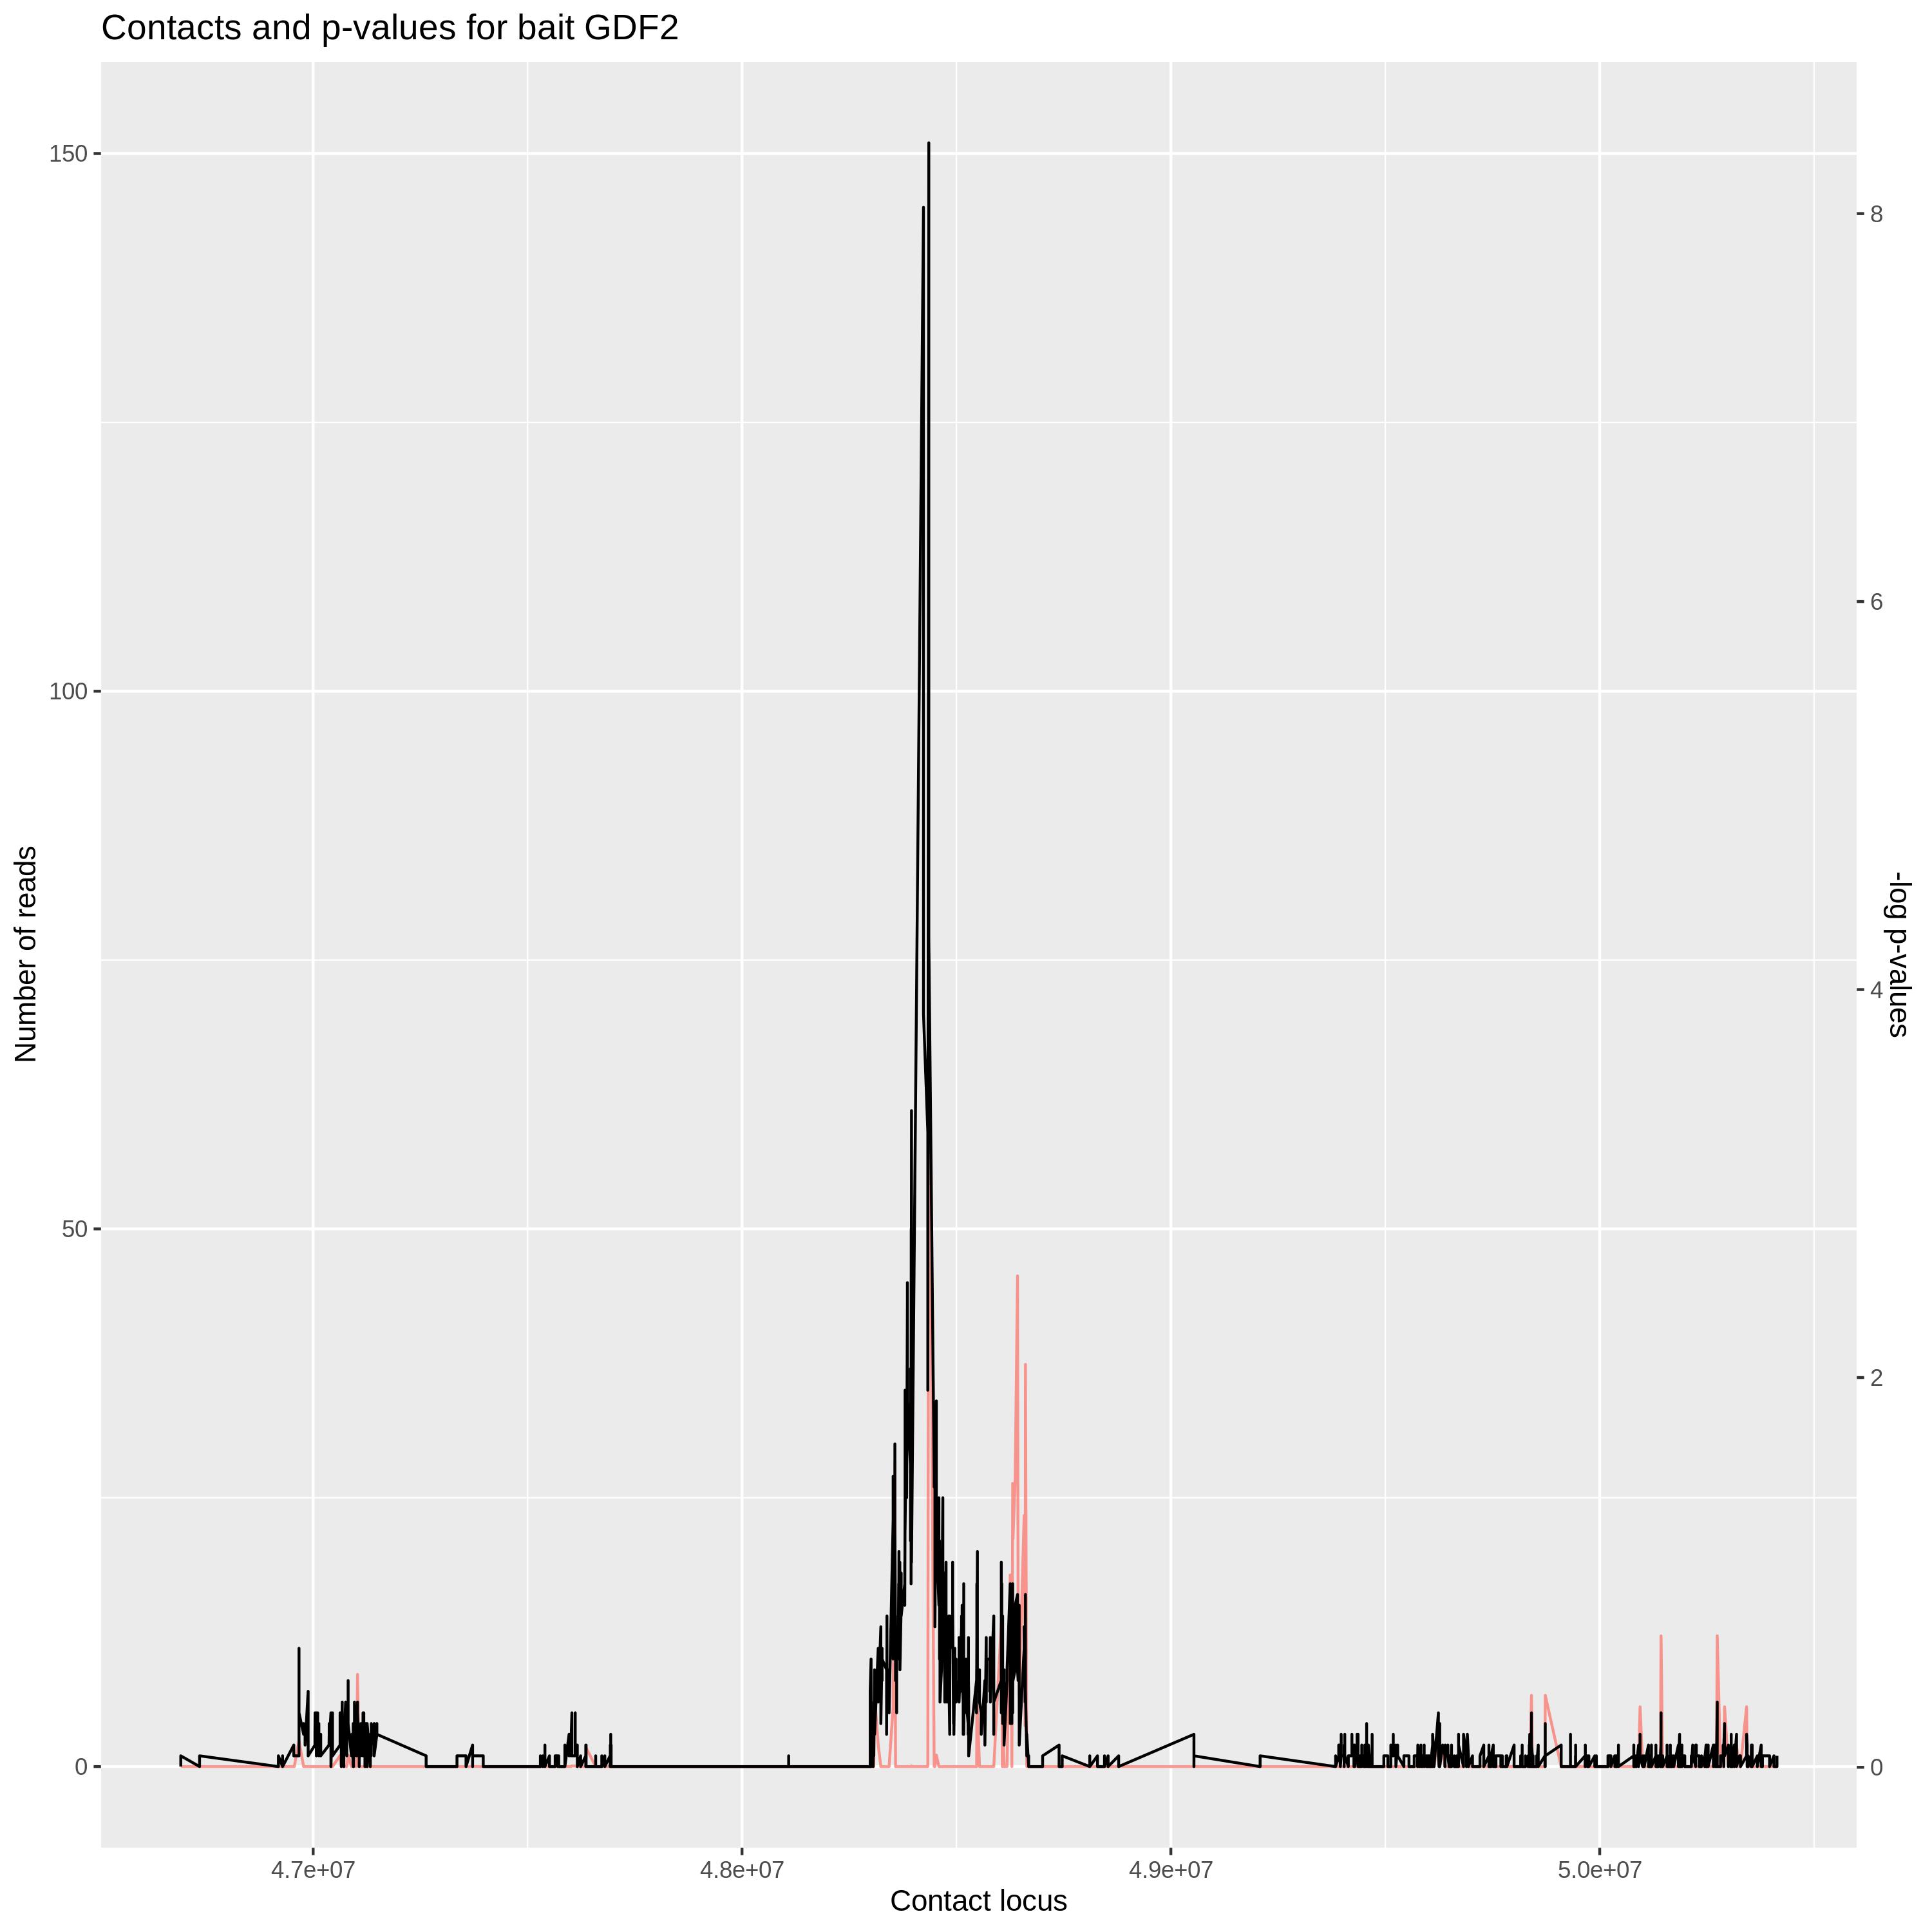 Contacts and p-values for bait GDF2
150
100
50
0
8
6
4
2
0
Number of reads
-log p-values
4.7e+07
4.8e+07
4.9e+07
5.0e+07
Contact locus